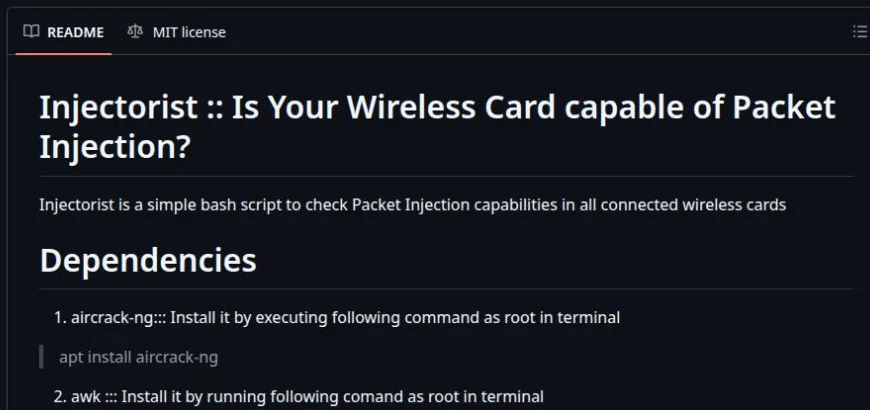 README
MIT license
Injectorist :: Is Your Wireless Card capable of Packet
Injection?
Injectorist is a simple bash script to check Packet Injection capabilities in all connected wireless cards
Dependencies
1. aircrack-ng::: Install it by executing following command as root in terminal
apt install aircrack-ng
2. awk ::: Install it by running following comand as root in terminal